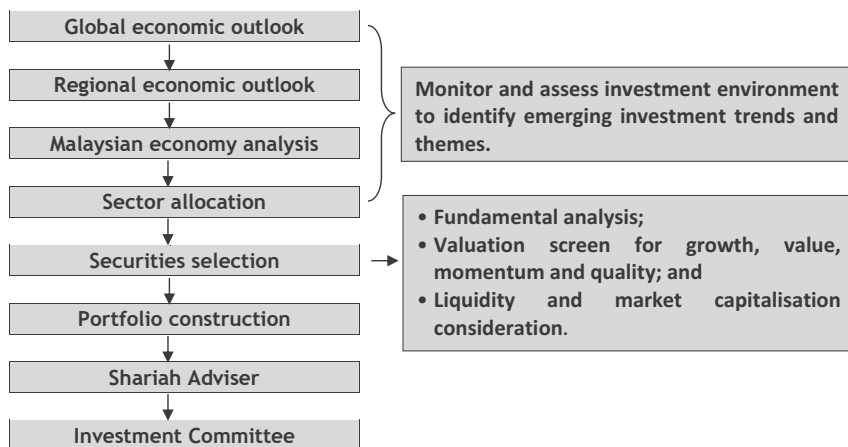 Global economic outlook
Regional economic outlook
Malaysian economy analysis
Sector allocation
Securities selection
Portfolio construction
Shariah Adviser
Investment Committee
Monitor and assess investment environment
to identify emerging investment trends and
themes.
• Fundamental analysis;
• Valuation screen for growth, value,
momentum and quality; and
• Liquidity and market capitalisation
consideration.